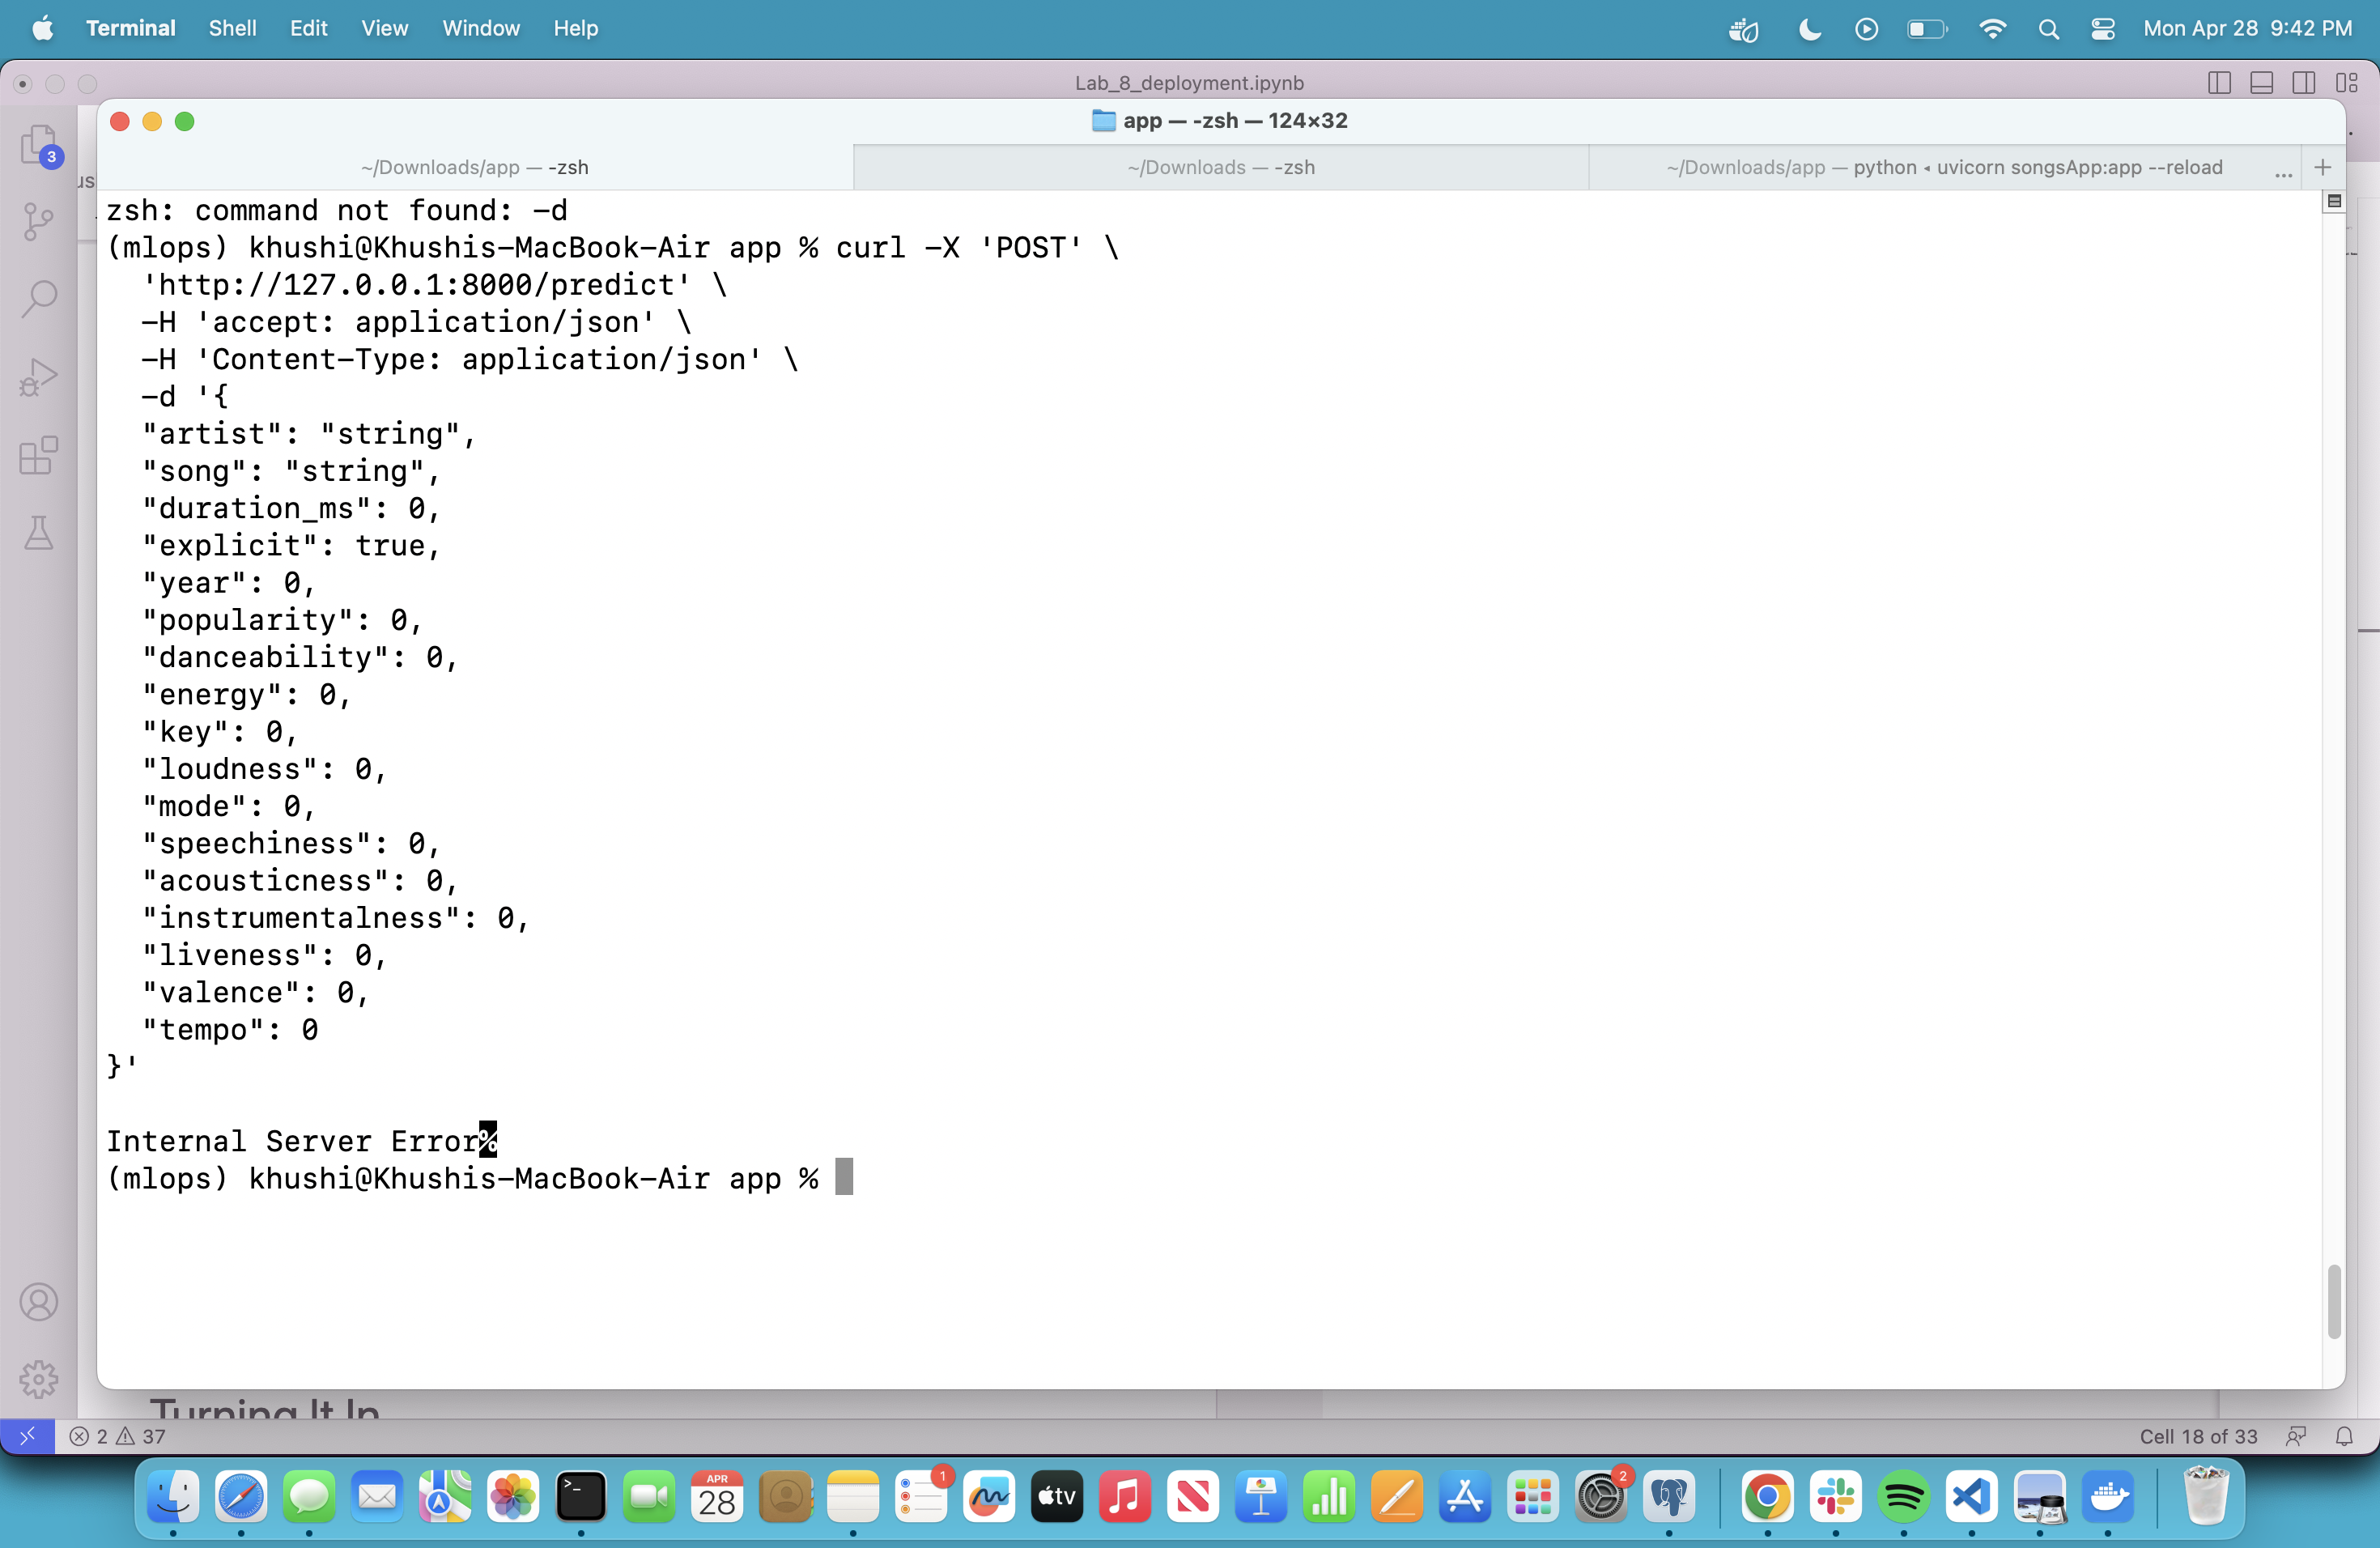 Terminal Shell Edit View Window Help Mon Apr 28 9:42 PM
Lab_8_deployment.ipynb
app — -zsh — 124×32
3
~/Downloads/app — -zsh
~/Downloads — -zsh
~/Downloads/app — python ◂ uvicorn songsApp:app --reload ...
zsh: command not found: -d
(mlops) khushi@Khushis-MacBook-Air app % curl -X 'POST' \
'http://127.0.0.1:8000/predict' \
-H 'accept: application/json' \
-H 'Content-Type: application/json' \
-d '{
"artist": "string",
"song": "string",
"duration_ms": 0,
"explicit": true,
"year": 0,
"popularity": 0,
"danceability": 0,
"energy": 0,
"key": 0,
"loudness": 0,
"mode": 0,
"speechiness": 0,
"acousticness": 0,
"instrumentalness": 0,
"liveness": 0,
"valence": 0,
"tempo": 0
}'
Internal Server Error%
(mlops) khushi@Khushis-MacBook-Air app %
Turning It In
2 37
Cell 18 of 33
APR
28
1
tv
2